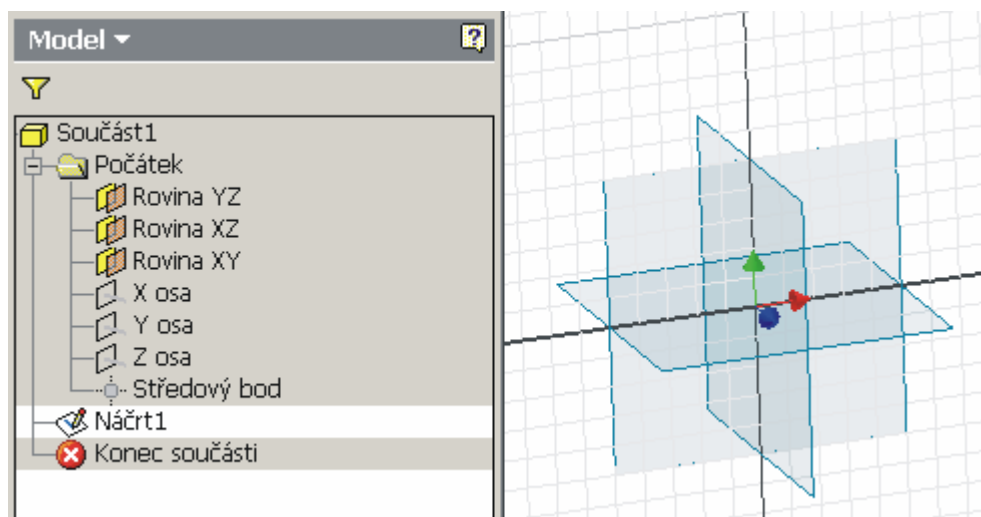 Model
Součást1
Počátek
Rovina YZ
Rovina XZ
Rovina XY
X osa
Y osa
Z osa
Středový bod
Náčrt1
Konec součásti